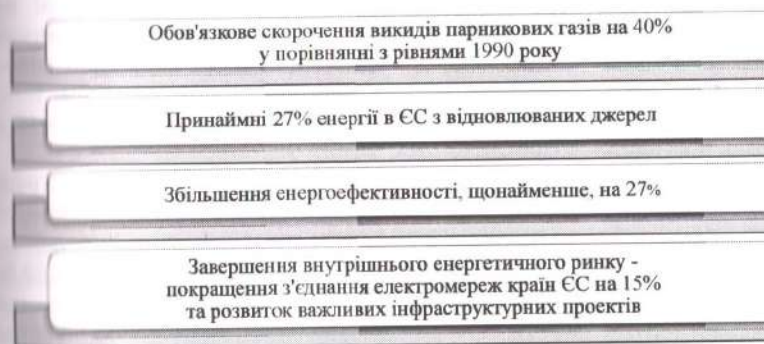 Обов'язкове скорочення викидів парникових газів на 40%
у порівнянні з рівнями 1990 року
Принаймні 27% енергії в ЄС з відновлюваних джерел
Збільшення енергоефективності, щонайменше, на 27%
Завершення внутрішнього енергетичного ринку -
покращення з'єднання електромереж країн ЄС на 15%
та розвиток важливих інфраструктурних проектів